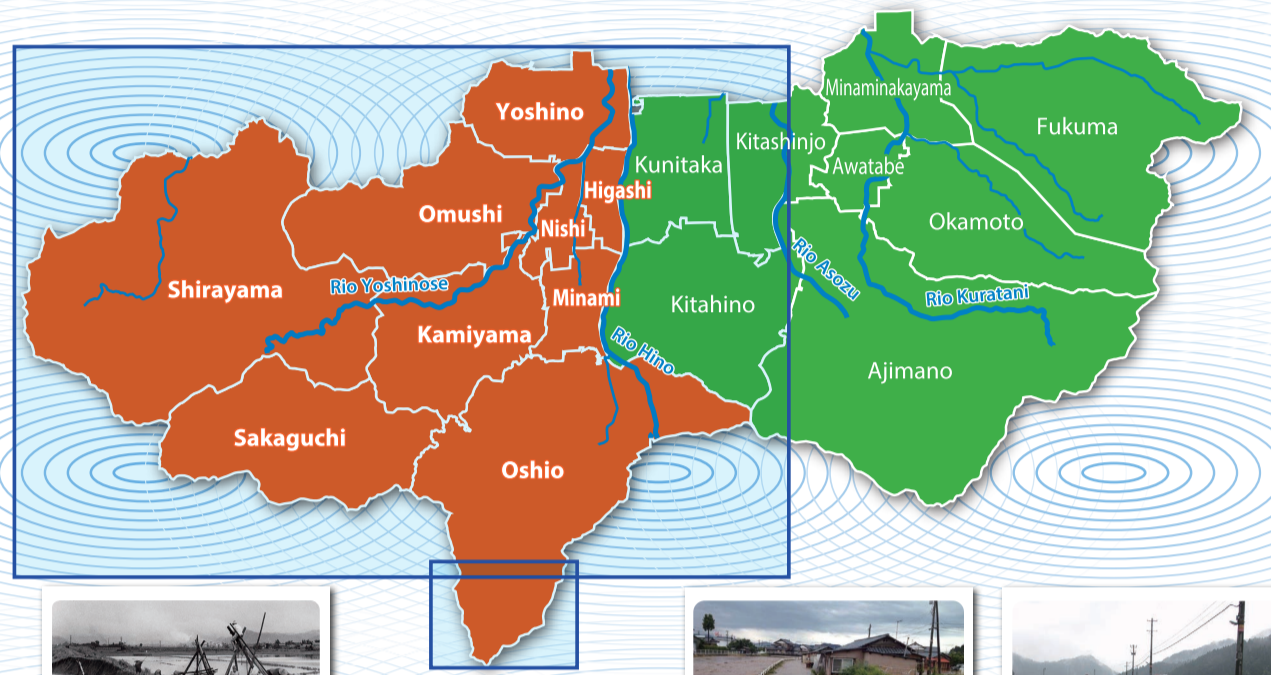 Yoshino
Minaminakayama
Fukuma
Kunitaka
Kitashinjo
Awatabe
Higashi
Omushi
Nishi
Okamoto
Shirayama
Rio Yoshinose
Minami
Kitahino
Rio Asozu
Rio Kuratani
Kamiyama
Rio Hino
Ajimano
Sakaguchi
Oshio